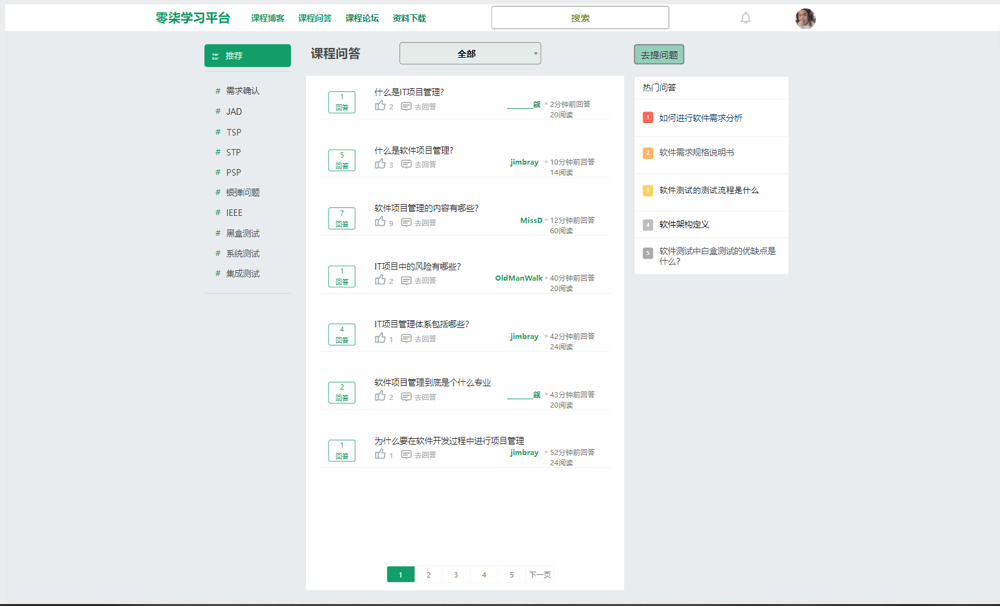 零柒学习平台 课程博客 课程问答 课程论坛 资料下载 搜索
推荐
# 需求确认
# JAD
# TSP
# STP
# PSP
# 银弹问题
# IEEE
# 黑盒测试
# 系统测试
# 集成测试
课程问答 全部
1
回答
什么是IT项目管理?
2 去回答
________觎 2分钟前回答
20阅读
5
回答
什么是软件项目管理?
3 去回答
jimbray 10分钟前回答
14阅读
7
回答
软件项目管理的内容有哪些?
9 去回答
MissD 12分钟前回答
60阅读
1
回答
IT项目中的风险有哪些?
2 去回答
OldManWalk 40分钟前回答
20阅读
4
回答
IT项目管理体系包括哪些?
1 去回答
jimbray 42分钟前回答
24阅读
2
回答
软件项目管理到底是个什么专业
2 去回答
________觎 43分钟前回答
20阅读
1
回答
为什么要在软件开发过程中进行项目管理
1 去回答
jimbray 52分钟前回答
24阅读
1 2 3 4 5 下一页
去提问题
热门问答
1 如何进行软件需求分析
2 软件需求规格说明书
3 软件测试的测试流程是什么
4 软件架构定义
5 软件测试中白盒测试的优缺点是
什么?